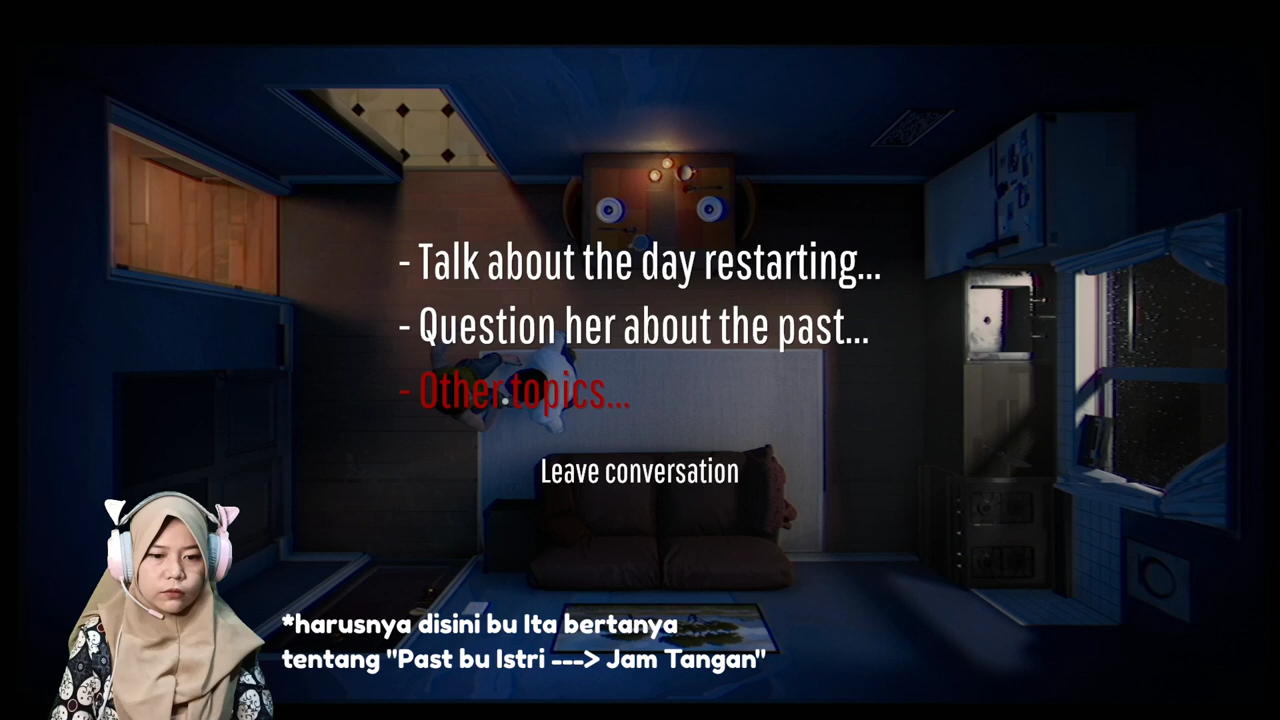 - Talk about the day restarting...
- Question her about the past...
- Other topics...
Leave conversation
*harusnya disini bu Ita bertanya
tentang "Past bu Istri ---> Jam Tangan"